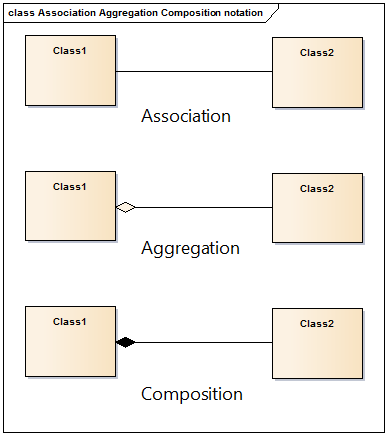 class Association Aggregation Composition notation
Class1
Class2
Association
Class1
Class2
Aggregation
Class1
Class2
Composition